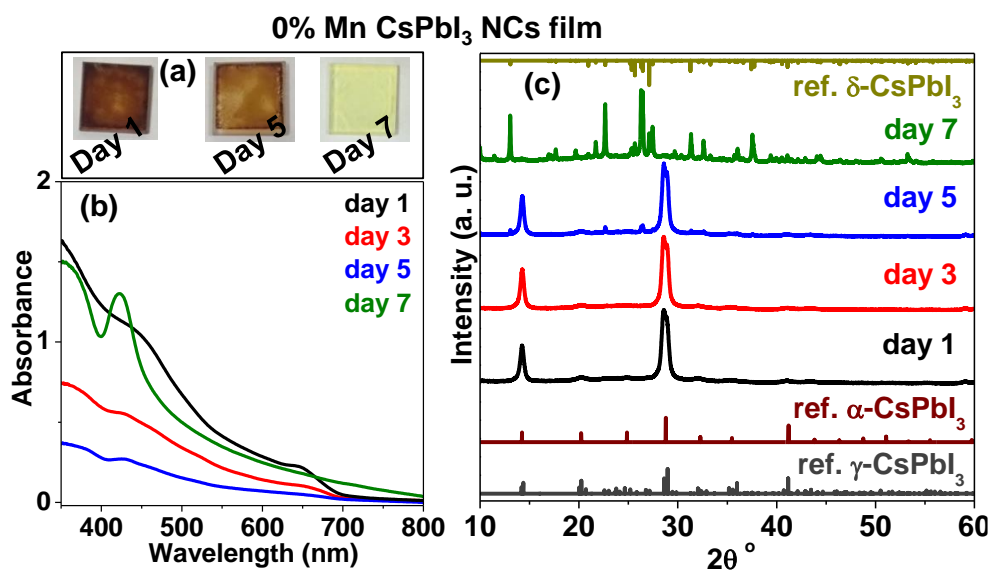 0% Mn CsPbI₃ NCs film
(a)
Day 1
Day 5
Day 7
(b)
day 1
day 3
day 5
day 7
2
1
0
Absorbance
400 500 600 700 800
Wavelength (nm)
(c)
ref. δ-CsPbI₃
day 7
day 5
day 3
day 1
ref. α-CsPbI₃
ref. γ-CsPbI₃
Intensity (a. u.)
10 20 30 40 50 60
2θ °